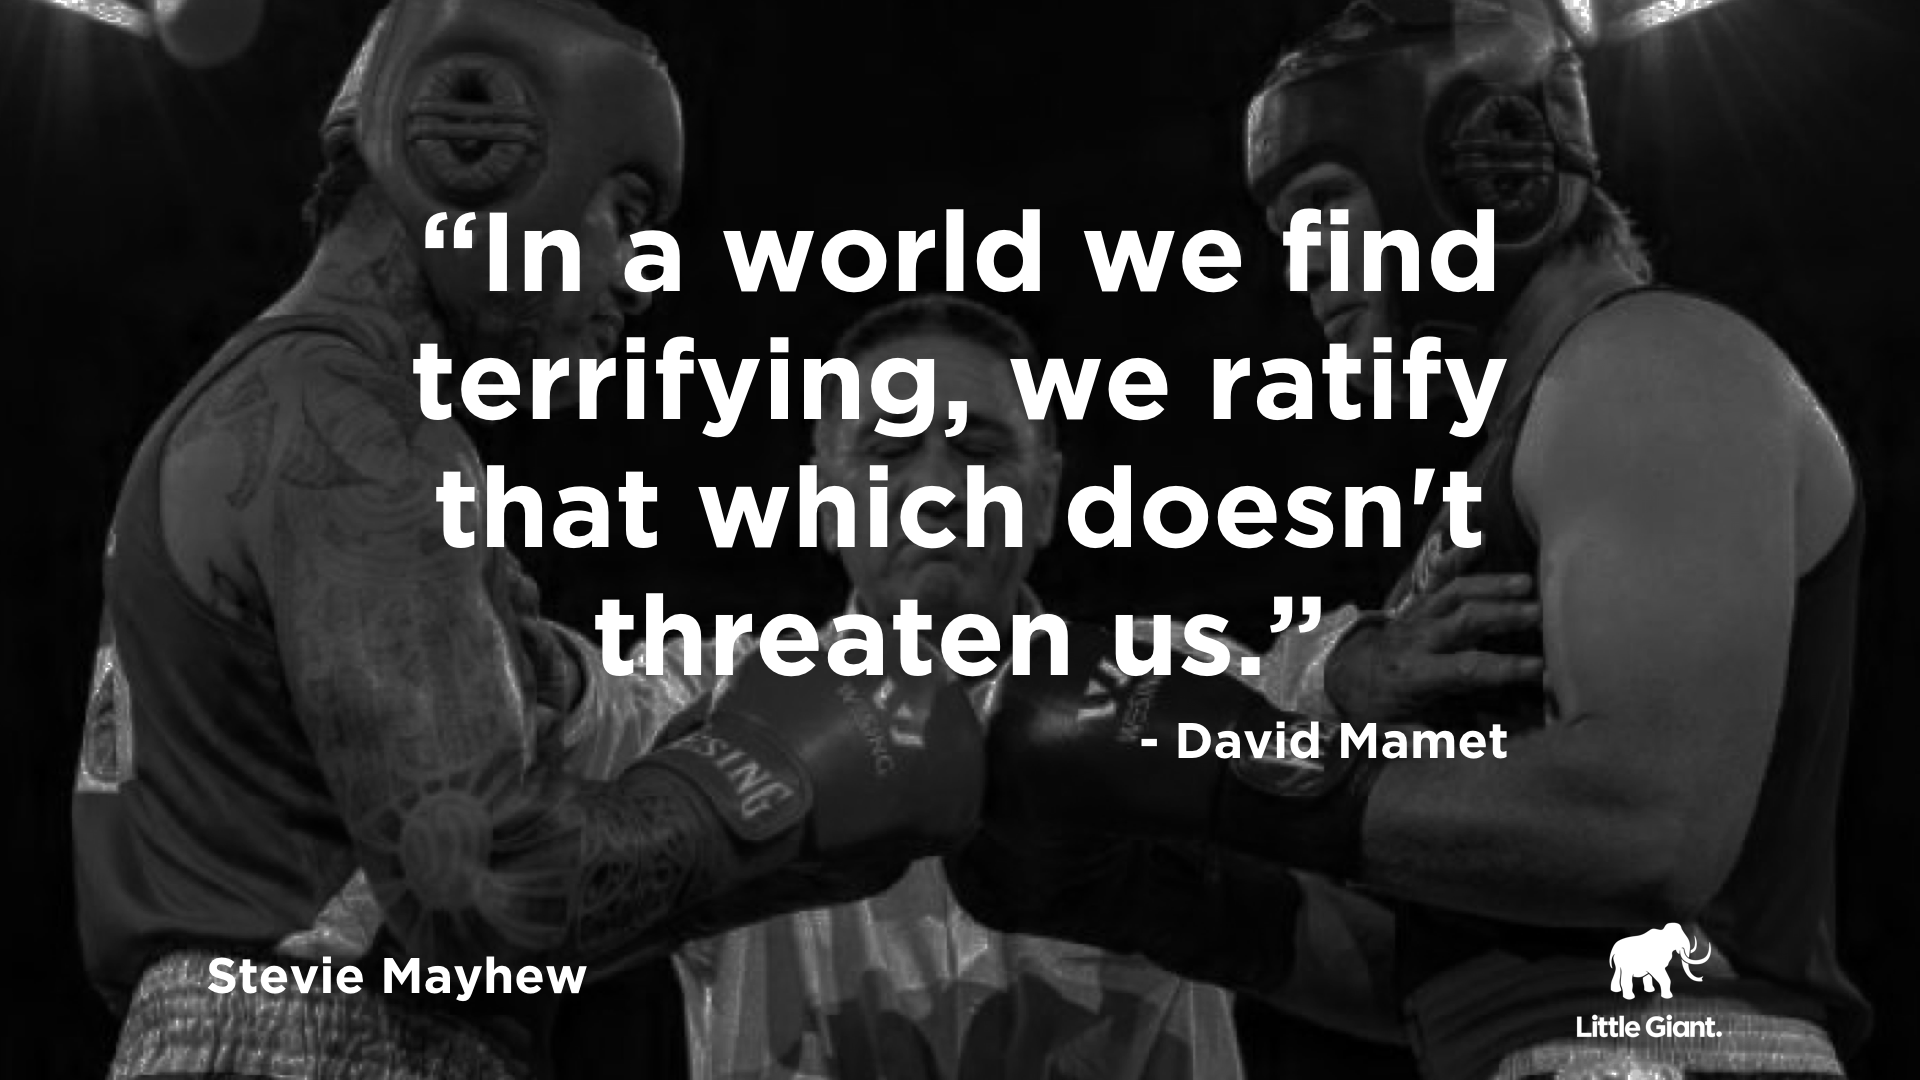 “In a world we find
terrifying, we ratify
that which doesn't
threaten us.”
- David Mamet
Stevie Mayhew
Little Giant.